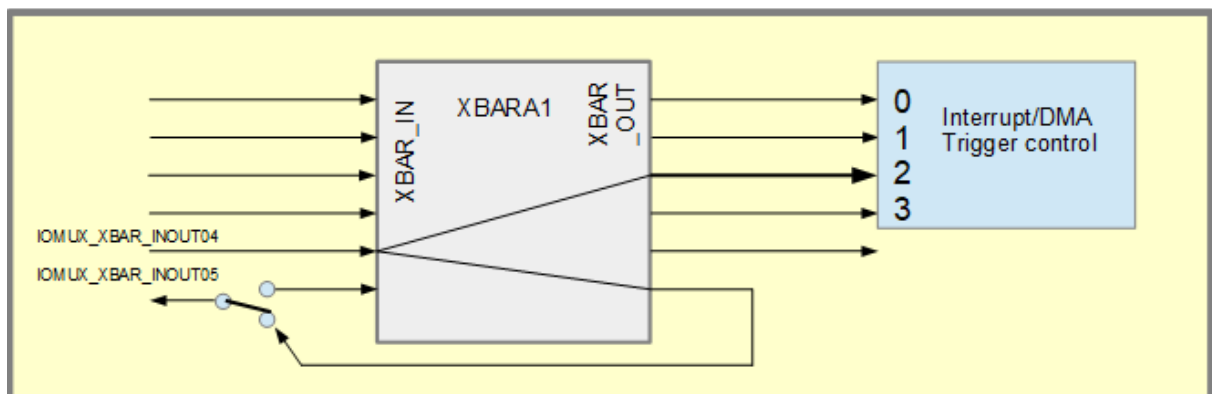 XBAR_IN
XBARA1
XBAR
_OUT
0
1
2
3
Interrupt/DMA
Trigger control
IOMUX_XBAR_INOUT04
IOMUX_XBAR_INOUT05